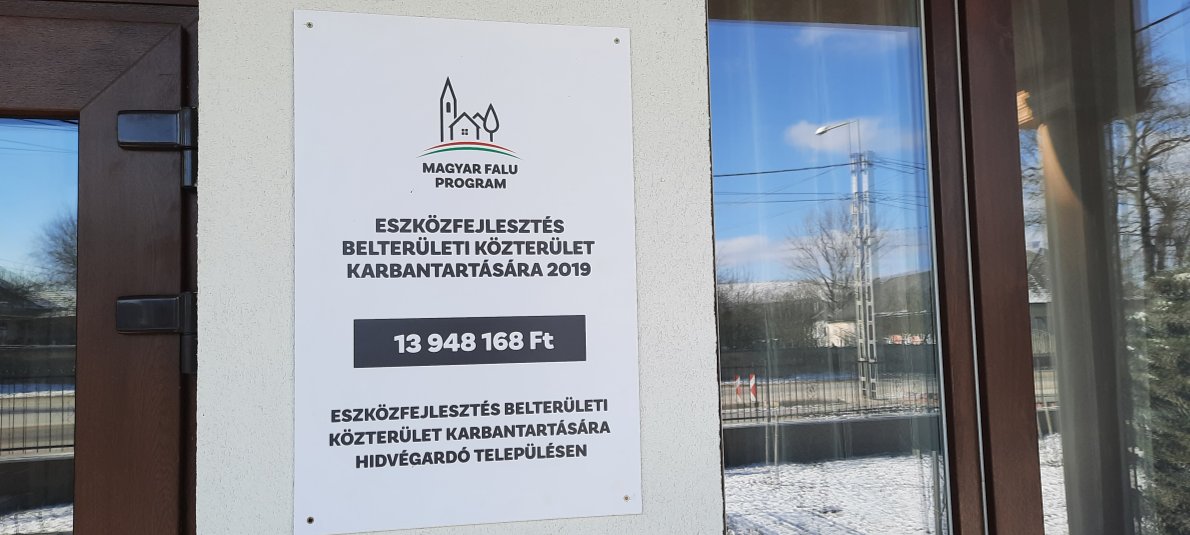 MAGYAR FALU
PROGRAM
ESZKÖZFEJLESZTÉS
BELTERÜLETI KÖZTERÜLET
KARBANTARTÁSÁRA 2019
13 948 168 Ft
ESZKÖZFEJLESZTÉS BELTERÜLETI
KÖZTERÜLET KARBANTARTÁSÁRA
HIDVÉGARDÓ TELEPÜLÉSEN